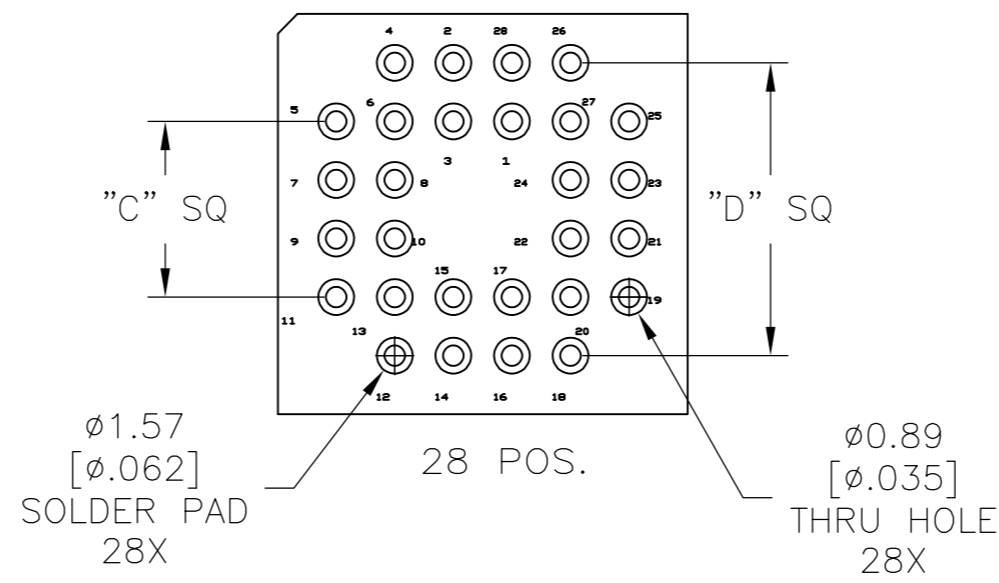 4 2 28 26
5 6 27 25
3 1
7 8 24 23
"C" SQ "D" SQ
9 10 22 21
15 17
11 13 20 19
12 14 16 18
28 POS.
ø1.57
[ø.062]
SOLDER PAD
28X
ø0.89
[ø.035]
THRU HOLE
28X